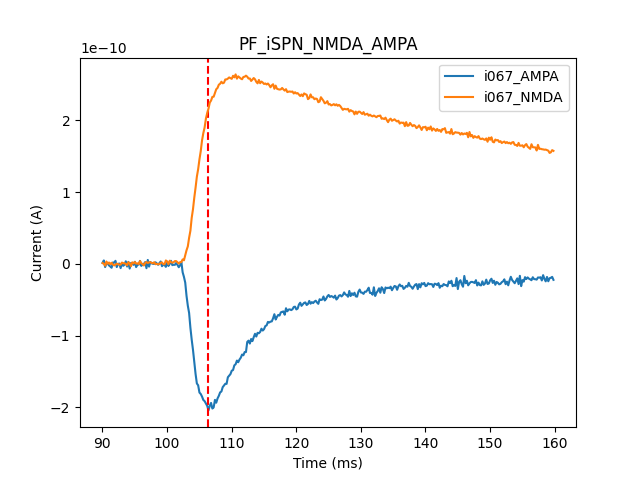 PF_iSPN_NMDA_AMPA
1e−10
i067_AMPA
i067_NMDA
2
1
0
−1
−2
Current (A)
90 100 110 120 130 140 150 160
Time (ms)